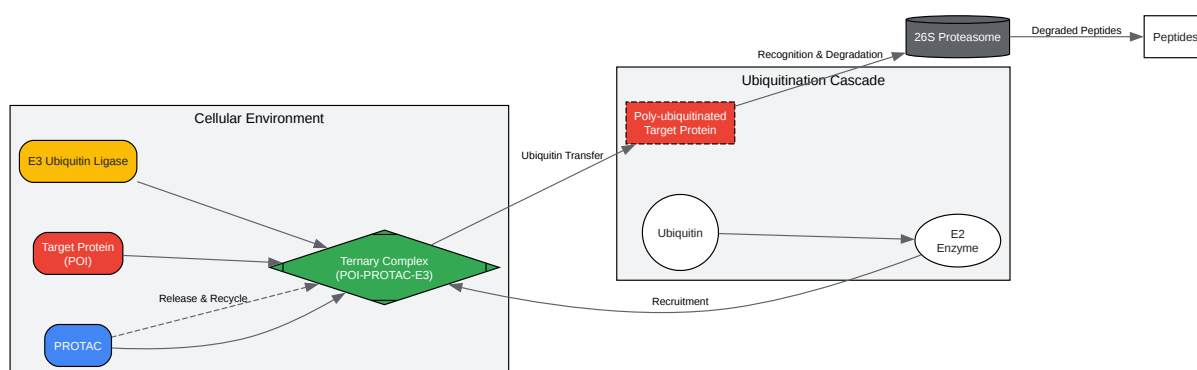 26S Proteasome
Degraded Peptides
Peptides
Recognition & Degradation
Ubiquitination Cascade
Poly-ubiquitinated
Target Protein
Cellular Environment
E3 Ubiquitin Ligase
Ubiquitin Transfer
Target Protein
(POI)
Ternary Complex
(POI-PROTAC-E3)
Ubiquitin
E2
Enzyme
Release & Recycle
Recruitment
PROTAC